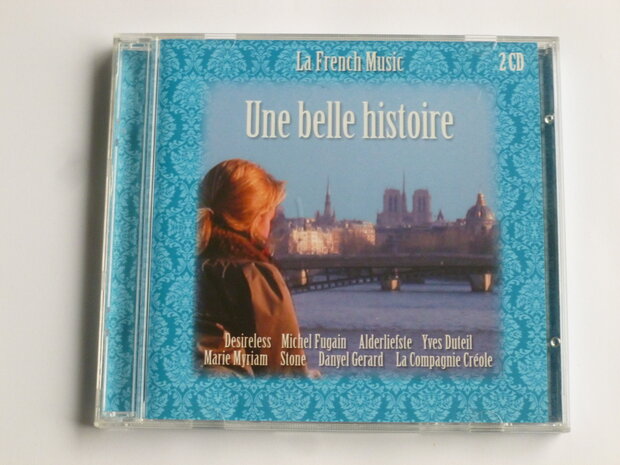 La French Music 2 CD
Une belle histoire
Desireless Michel Fugain Alderliefste Yves Duteil
Marie Myriam Stone Danyel Gerard La Compagnie Créole